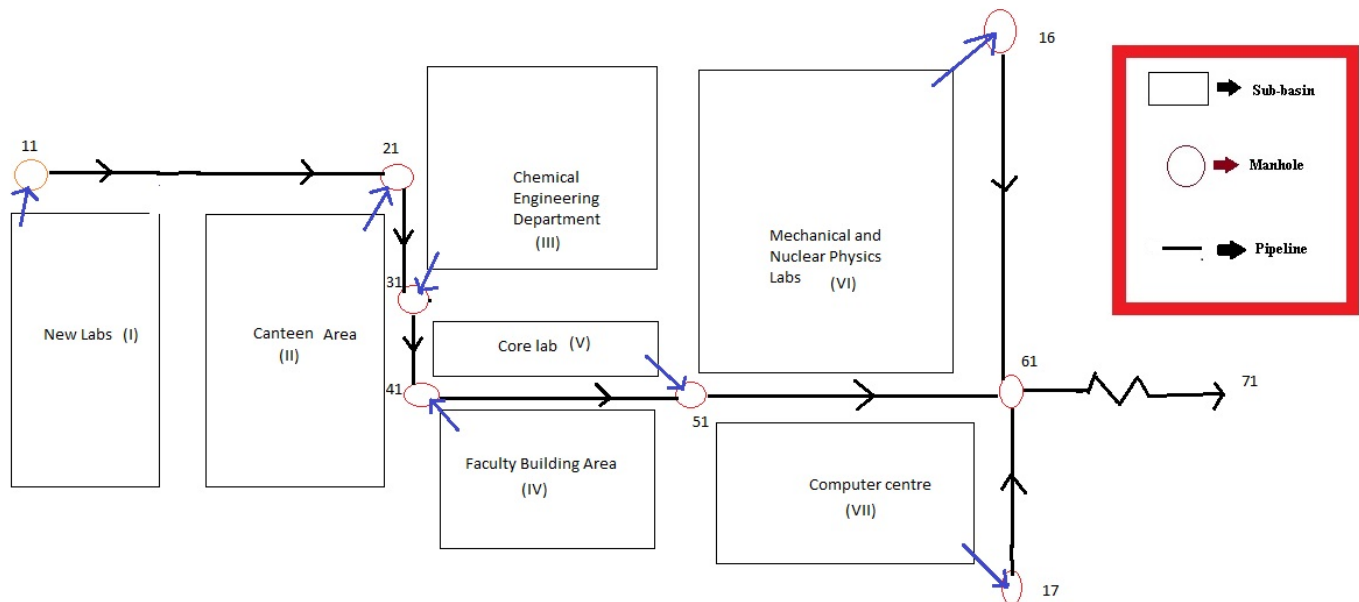 16
Sub-basin
11
21
Chemical
Engineering
Department
(III)
Manhole
Mechanical and
Nuclear Physics
Labs (VI)
Pipeline
31
New Labs (I)
Canteen Area
(II)
Core lab (V)
61
71
41
51
Faculty Building Area
(IV)
Computer centre
(VII)
17